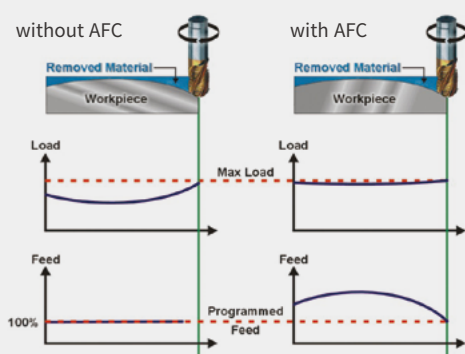 without AFC
with AFC
Removed Material
Removed Material
Workpiece
Workpiece
Load
Load
Max Load
Feed
Feed
100%
Programmed
Feed